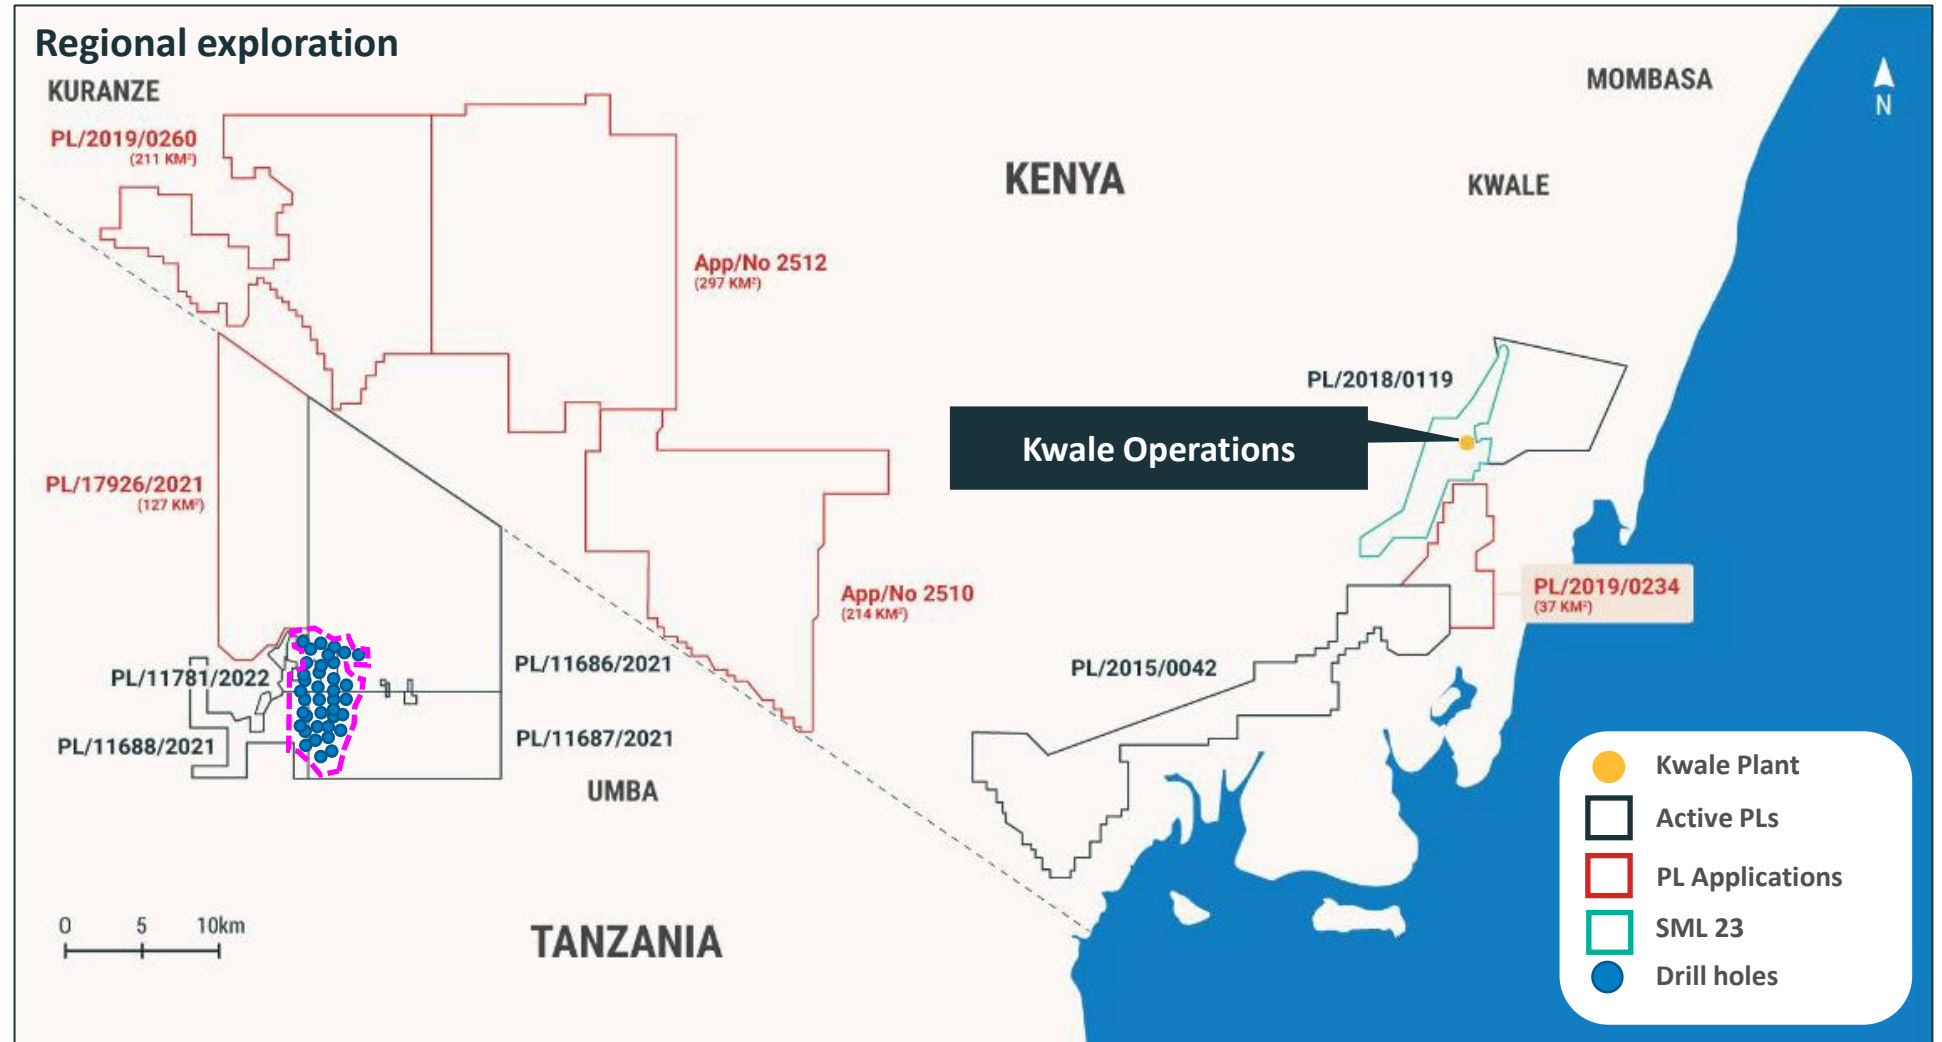 Regional exploration
KURANZE
PL/2019/0260
(211 KM²)
MOMBASA
N
KENYA
KWALE
App/No 2512
(297 KM²)
PL/2018/0119
Kwale Operations
PL/17926/2021
(127 KM²)
App/No 2510
(214 KM²)
PL/2019/0234
(37 KM²)
PL/11781/2022
PL/11686/2021
PL/2015/0042
PL/11688/2021
PL/11687/2021
UMBA
TANZANIA
0 5 10km
Kwale Plant
Active PLs
PL Applications
SML 23
Drill holes